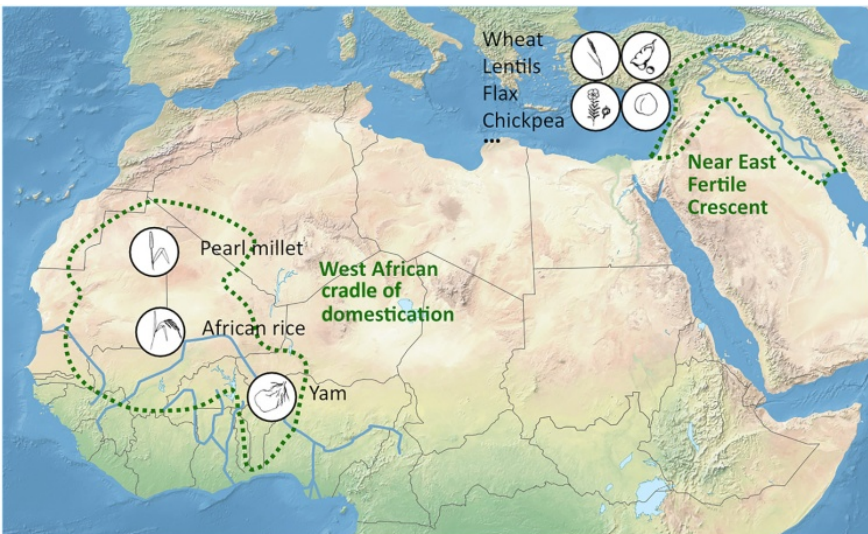 Wheat
Lentils
Flax
Chickpea
...
Near East
Fertile
Crescent
Pearl millet
West African
cradle of
domestication
African rice
Yam